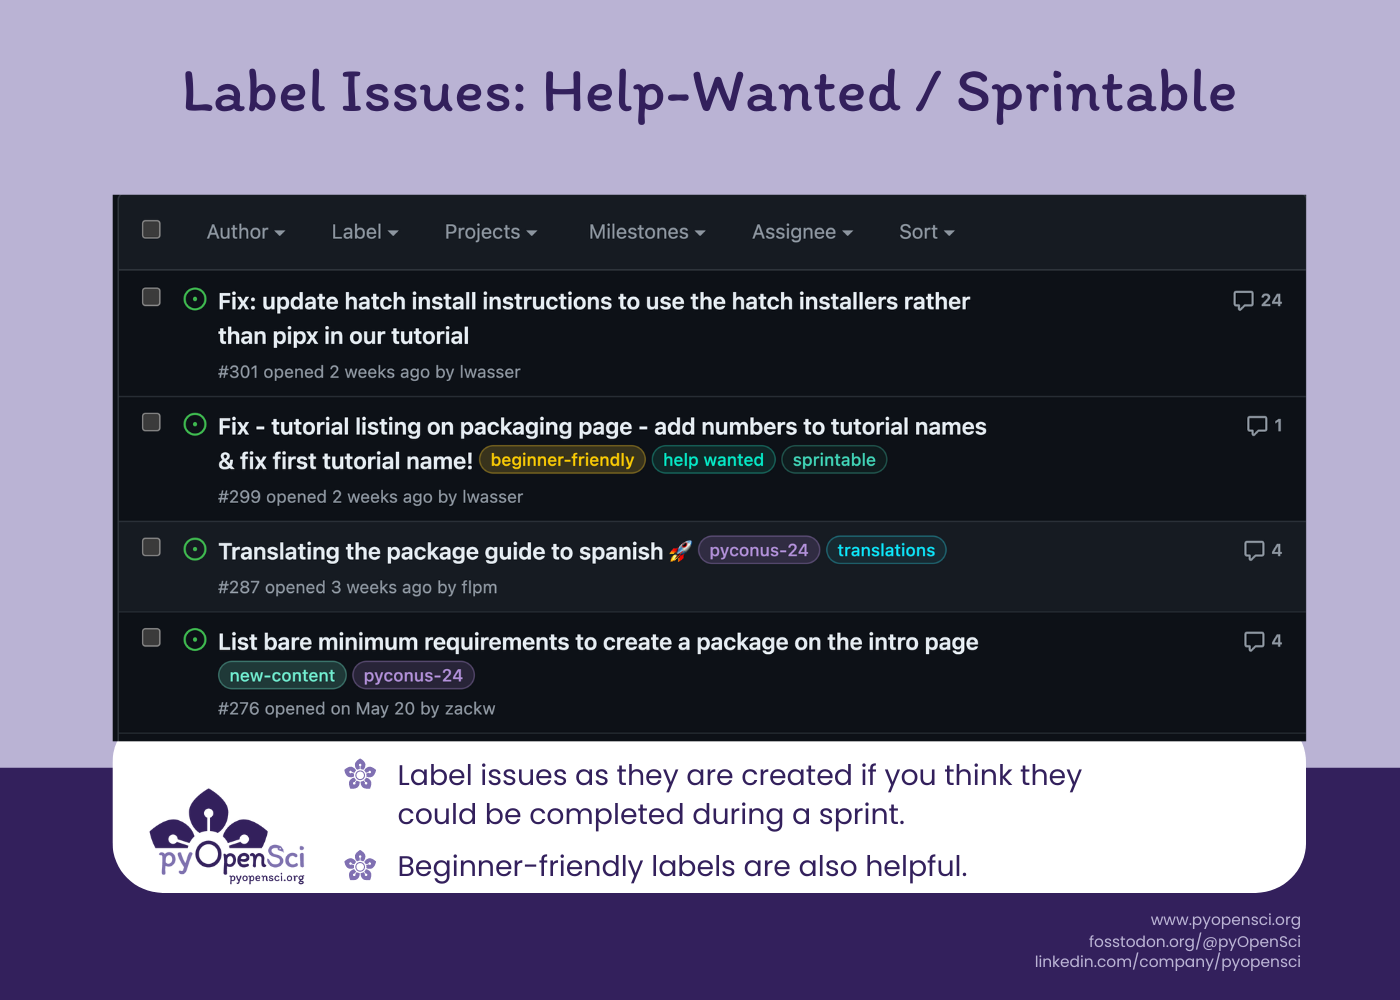 Label Issues: Help-Wanted / Sprintable
Author Label Projects Milestones Assignee Sort
Fix: update hatch install instructions to use the hatch installers rather 24
than pipx in our tutorial
#301 opened 2 weeks ago by lwasser
Fix - tutorial listing on packaging page - add numbers to tutorial names 1
& fix first tutorial name! beginner-friendly help wanted sprintable
#299 opened 2 weeks ago by lwasser
Translating the package guide to spanish 🚀 pyconus-24 translations 4
#287 opened 3 weeks ago by flpm
List bare minimum requirements to create a package on the intro page 4
new-content pyconus-24
#276 opened on May 20 by zackw
Label issues as they are created if you think they
could be completed during a sprint.
Beginner-friendly labels are also helpful.
pyOpenSci
pyopensci.org
www.pyopensci.org
fosstodon.org/@pyOpenSci
linkedin.com/company/pyopensci